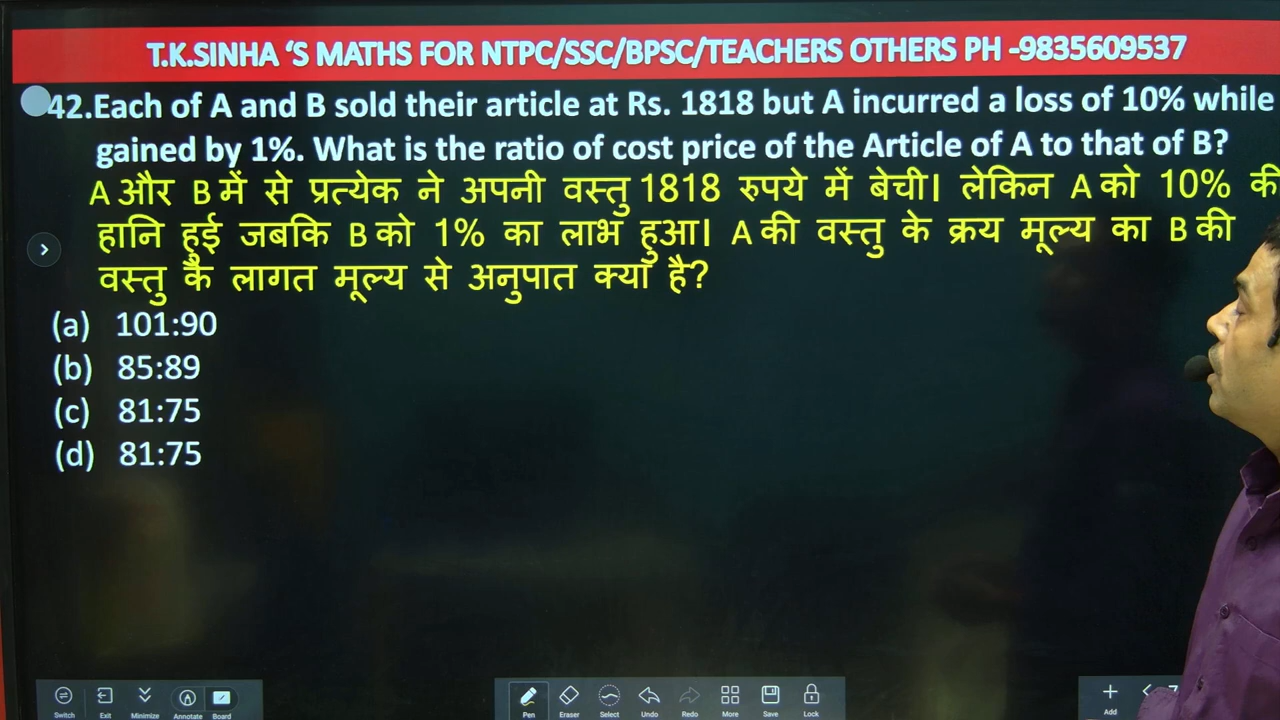 T.K.SINHA ‘S MATHS FOR NTPC/SSC/BPSC/TEACHERS OTHERS PH -9835609537
42.Each of A and B sold their article at Rs. 1818 but A incurred a loss of 10% while
gained by 1%. What is the ratio of cost price of the Article of A to that of B?
A और B में से प्रत्येक ने अपनी वस्तु 1818 रुपये में बेची। लेकिन A को 10% की
हानि हुई जबकि B को 1% का लाभ हुआ। A की वस्तु के क्रय मूल्य का B की
वस्तु के लागत मूल्य से अनुपात क्या है?
(a) 101:90
(b) 85:89
(c) 81:75
(d) 81:75
Switch Exit Minimize Annotate Board Pen Eraser Select Undo Redo More Save Lock Add